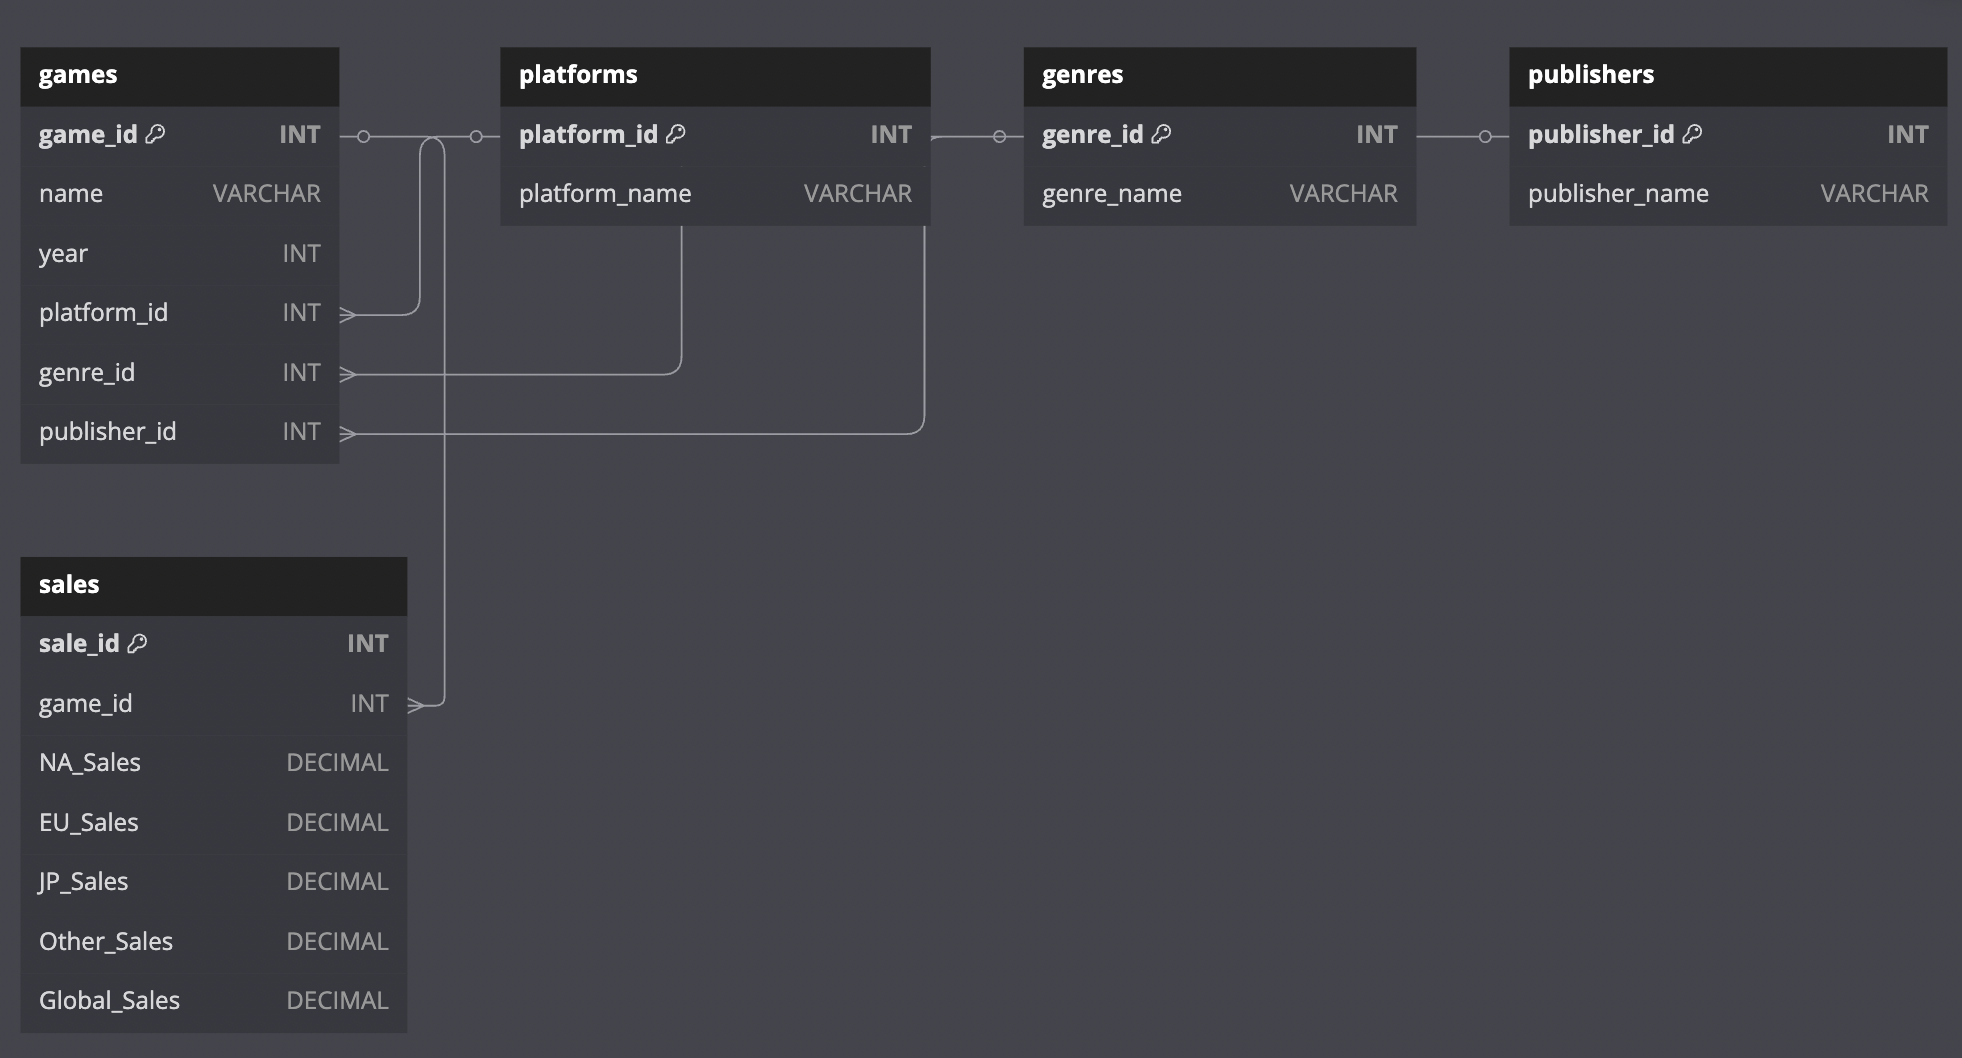 games
game_id INT
name VARCHAR
year INT
platform_id INT
genre_id INT
publisher_id INT
platforms
platform_id INT
platform_name VARCHAR
genres
genre_id INT
genre_name VARCHAR
publishers
publisher_id INT
publisher_name VARCHAR
sales
sale_id INT
game_id INT
NA_Sales DECIMAL
EU_Sales DECIMAL
JP_Sales DECIMAL
Other_Sales DECIMAL
Global_Sales DECIMAL